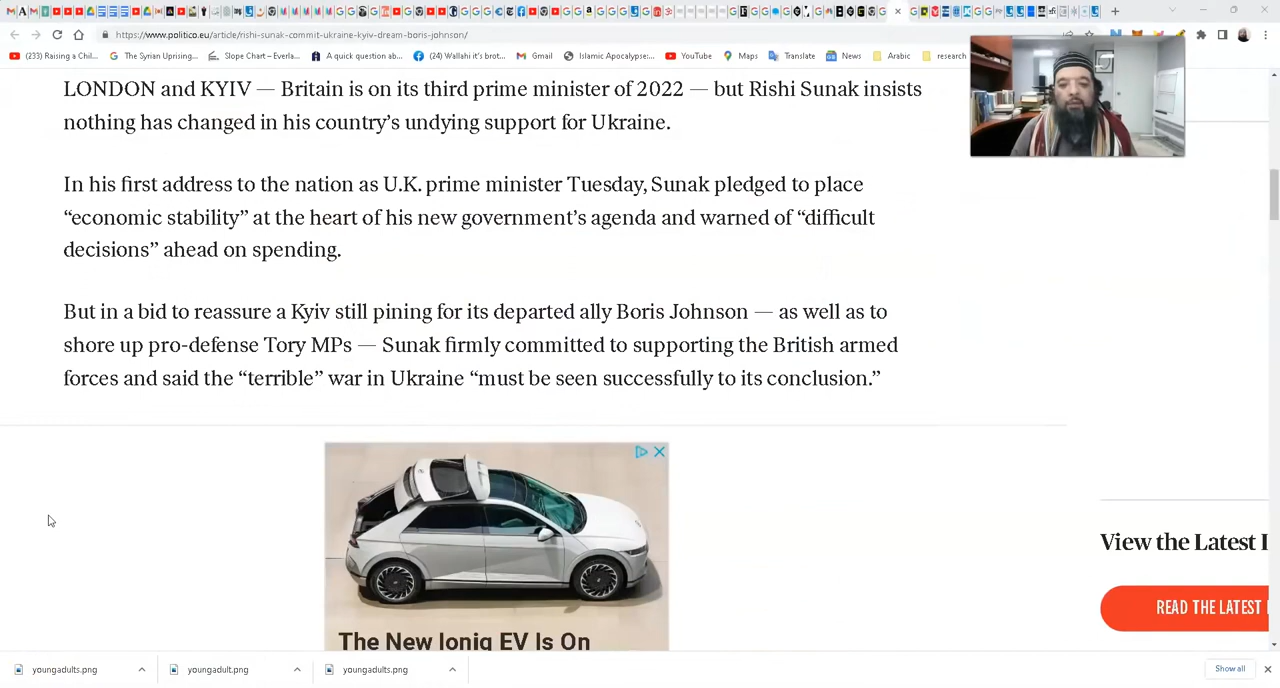 https://www.politico.eu/article/rishi-sunak-commit-ukraine-kyiv-dream-boris-johnson/
(233) Raising a Chil...
The Syrian Uprising...
Slope Chart – Everla...
A quick question ab...
(24) Wallahi it's brot...
Gmail
Islamic Apocalypse:...
YouTube
Maps
Translate
News
Arabic
research
LONDON and KYIV — Britain is on its third prime minister of 2022 — but Rishi Sunak insists
nothing has changed in his country's undying support for Ukraine.
In his first address to the nation as U.K. prime minister Tuesday, Sunak pledged to place
“economic stability” at the heart of his new government's agenda and warned of “difficult
decisions” ahead on spending.
But in a bid to reassure a Kyiv still pining for its departed ally Boris Johnson — as well as to
shore up pro-defense Tory MPs — Sunak firmly committed to supporting the British armed
forces and said the “terrible” war in Ukraine “must be seen successfully to its conclusion.”
The New Ioniq EV Is On
View the Latest
READ THE LATEST
youngadults.png
youngadult.png
youngadults.png
Show all